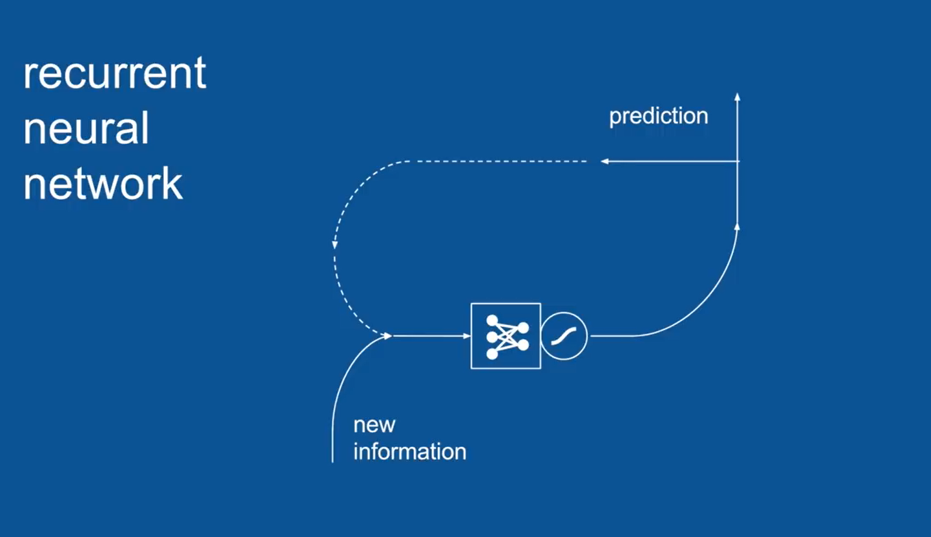 recurrent
neural
network
prediction
new
information